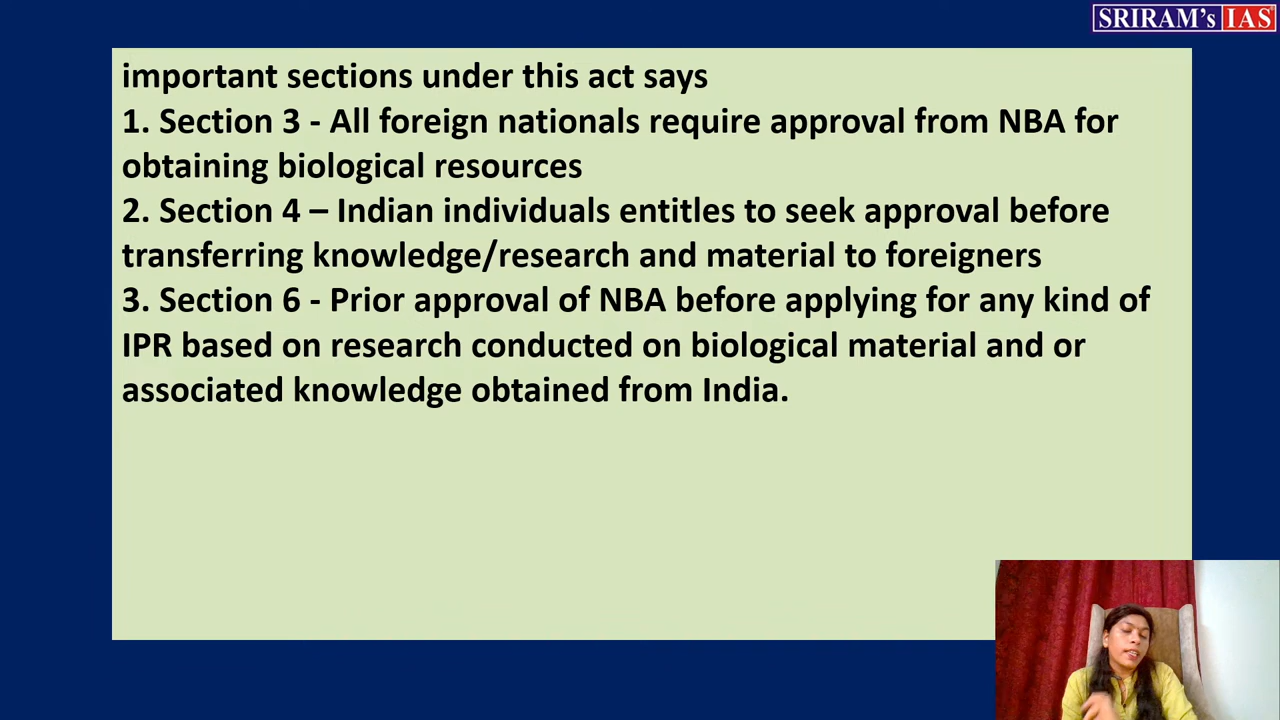 SRIRAM's IAS
important sections under this act says
1. Section 3 - All foreign nationals require approval from NBA for
obtaining biological resources
2. Section 4 – Indian individuals entitles to seek approval before
transferring knowledge/research and material to foreigners
3. Section 6 - Prior approval of NBA before applying for any kind of
IPR based on research conducted on biological material and or
associated knowledge obtained from India.